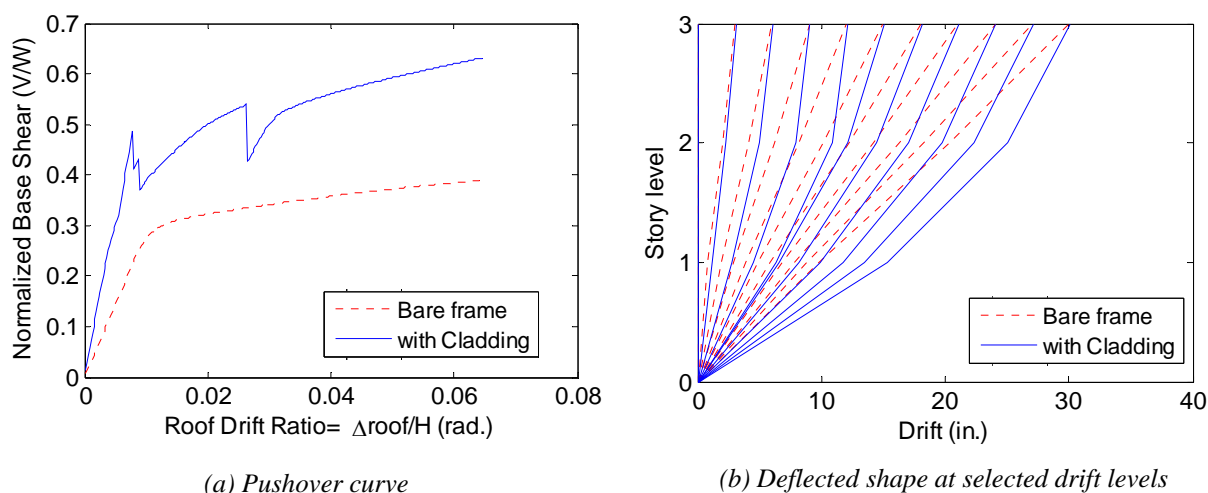 0.7
0.6
0.5
0.4
0.3
0.2
0.1
0
Normalized Base Shear (V/W)
Bare frame
with Cladding
0 0.02 0.04 0.06 0.08
Roof Drift Ratio= Δroof/H (rad.)
(a) Pushover curve
3
2
1
0
Story level
Bare frame
with Cladding
0 10 20 30 40
Drift (in.)
(b) Deflected shape at selected drift levels